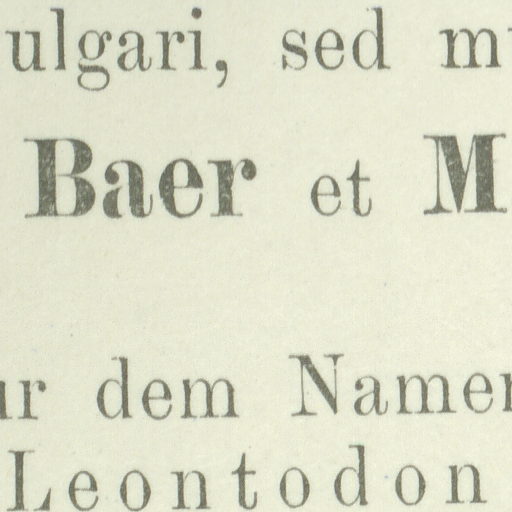 ulgari, sed
Baer et M
dem Namen
Leontodon